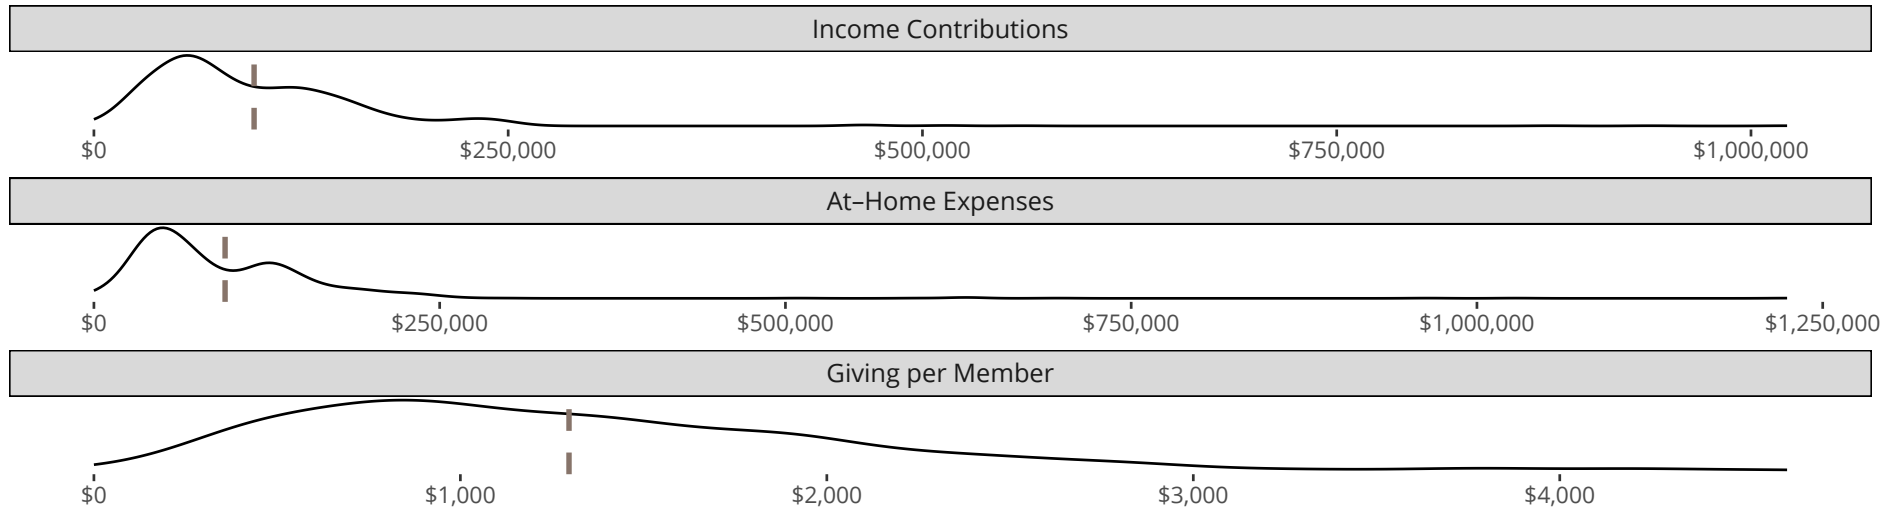 Income Contributions
$0 $250,000 $500,000 $750,000 $1,000,000
At–Home Expenses
$0 $250,000 $500,000 $750,000 $1,000,000 $1,250,000
Giving per Member
$0 $1,000 $2,000 $3,000 $4,000